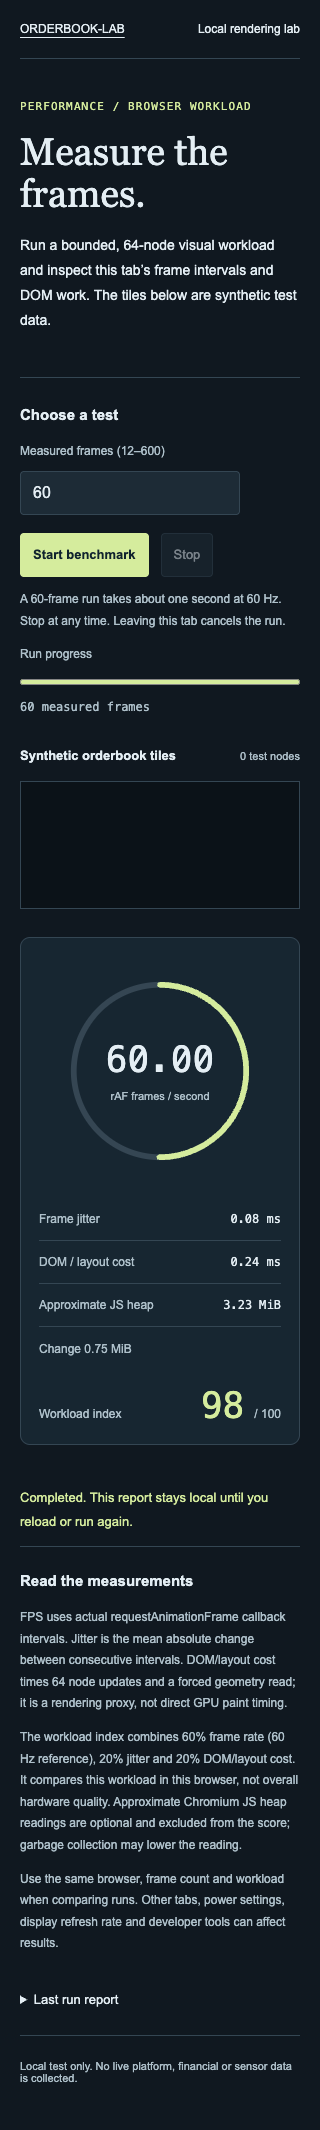 ORDERBOOK-LAB
Local rendering lab
PERFORMANCE / BROWSER WORKLOAD
Measure the
frames.
Run a bounded, 64-node visual workload
and inspect this tab’s frame intervals and
DOM work. The tiles below are synthetic test
data.
Choose a test
Measured frames (12–600)
60
Start benchmark
Stop
A 60-frame run takes about one second at 60 Hz.
Stop at any time. Leaving this tab cancels the run.
Run progress
60 measured frames
Synthetic orderbook tiles
0 test nodes
60.00
rAF frames / second
Frame jitter
0.08 ms
DOM / layout cost
0.24 ms
Approximate JS heap
3.23 MiB
Change 0.75 MiB
Workload index
98 / 100
Completed. This report stays local until you
reload or run again.
Read the measurements
FPS uses actual requestAnimationFrame callback
intervals. Jitter is the mean absolute change
between consecutive intervals. DOM/layout cost
times 64 node updates and a forced geometry read;
it is a rendering proxy, not direct GPU paint timing.
The workload index combines 60% frame rate (60
Hz reference), 20% jitter and 20% DOM/layout cost.
It compares this workload in this browser, not overall
hardware quality. Approximate Chromium JS heap
readings are optional and excluded from the score;
garbage collection may lower the reading.
Use the same browser, frame count and workload
when comparing runs. Other tabs, power settings,
display refresh rate and developer tools can affect
results.
Last run report
Local test only. No live platform, financial or sensor data
is collected.